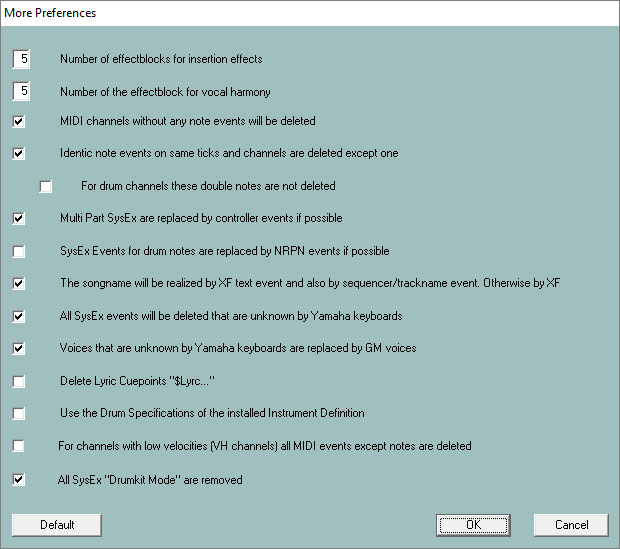 More Preferences
5 Number of effectblocks for insertion effects
5 Number of the effectblock for vocal harmony
MIDI channels without any note events will be deleted
Identic note events on same ticks and channels are deleted except one
For drum channels these double notes are not deleted
Multi Part SysEx are replaced by controller events if possible
SysEx Events for drum notes are replaced by NRPN events if possible
The songname will be realized by XF text event and also by sequencer/trackname event. Otherwise by XF
All SysEx events will be deleted that are unknown by Yamaha keyboards
Voices that are unknown by Yamaha keyboards are replaced by GM voices
Delete Lyric Cuepoints "$Lyrc..."
Use the Drum Specifications of the installed Instrument Definition
For channels with low velocities (VH channels) all MIDI events except notes are deleted
All SysEx "Drumkit Mode" are removed
Default OK Cancel